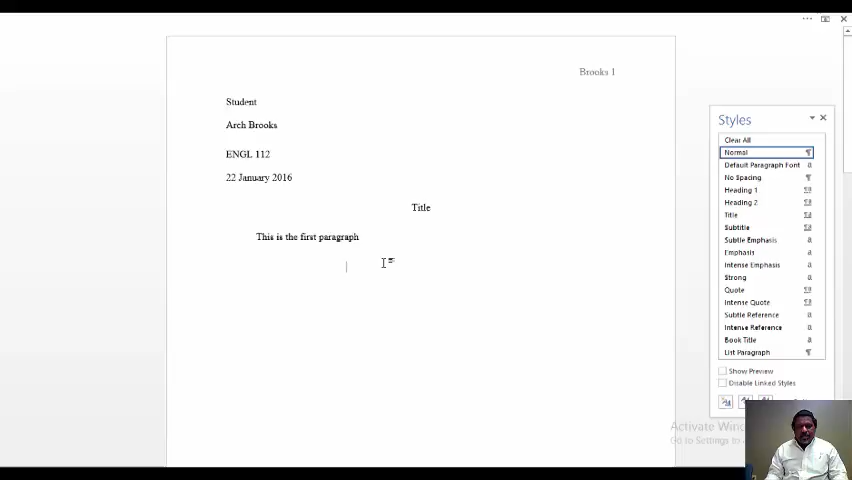 Brooks 1
Student
Arch Brooks
ENGL 112
22 January 2016
Title
This is the first paragraph
Styles
Clear All
Normal
Default Paragraph Font a
No Spacing
Heading 1
Heading 2
Title
Subtitle
Subtle Emphasis a
Emphasis a
Intense Emphasis a
Strong a
Quote
Intense Quote
Subtle Reference a
Intense Reference a
Book Title a
List Paragraph
Show Preview
Disable Linked Styles
Activate Win
Go to Settings to